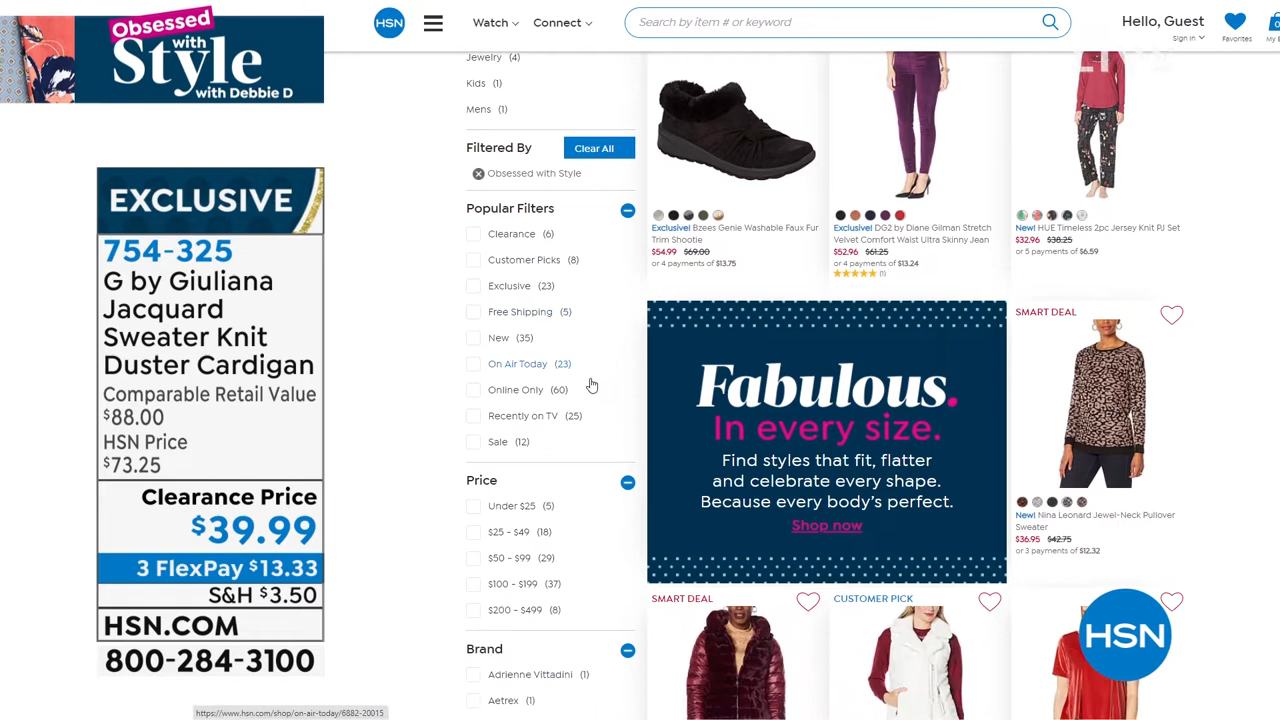 Obsessed
with
Style
with Debbie D
EXCLUSIVE
754-325
G by Giuliana
Jacquard
Sweater Knit
Duster Cardigan
Comparable Retail Value
$88.00
HSN Price
$73.25
Clearance Price
$39.99
3 FlexPay $13.33
S&H $3.50
HSN.COM
800-284-3100
HSN
Watch
Connect
Search by item # or keyword
Hello, Guest
Sign In
Favorites
0
Jewelry (4)
Kids (1)
Mens (1)
Filtered By
Clear All
Obsessed with Style
Popular Filters
Clearance (6)
Customer Picks (8)
Exclusive (23)
Free Shipping (5)
New (35)
On Air Today (23)
Online Only (60)
Recently on TV (25)
Sale (12)
Price
Under $25 (5)
$25 - $49 (18)
$50 - $99 (29)
$100 - $199 (37)
$200 - $499 (8)
Brand
Adrienne Vittadini (1)
Aetrex (1)
Exclusive! Bzees Genie Washable Faux Fur
Trim Shootie
$54.99 $69.00
or 4 payments of $13.75
Exclusive! DG2 by Diane Gilman Stretch
Velvet Comfort Waist Ultra Skinny Jean
$52.96 $61.25
or 4 payments of $13.24
(1)
New! HUE Timeless 2pc Jersey Knit PJ Set
$32.96 $38.25
or 5 payments of $6.59
Fabulous.
In every size.
Find styles that fit, flatter
and celebrate every shape.
Because every body's perfect.
Shop now
SMART DEAL
New! Nina Leonard Jewel-Neck Pullover
Sweater
$36.95 $42.75
or 3 payments of $12.32
SMART DEAL
CUSTOMER PICK
HSN
https://www.hsn.com/shop/on-air-today/6882-20015